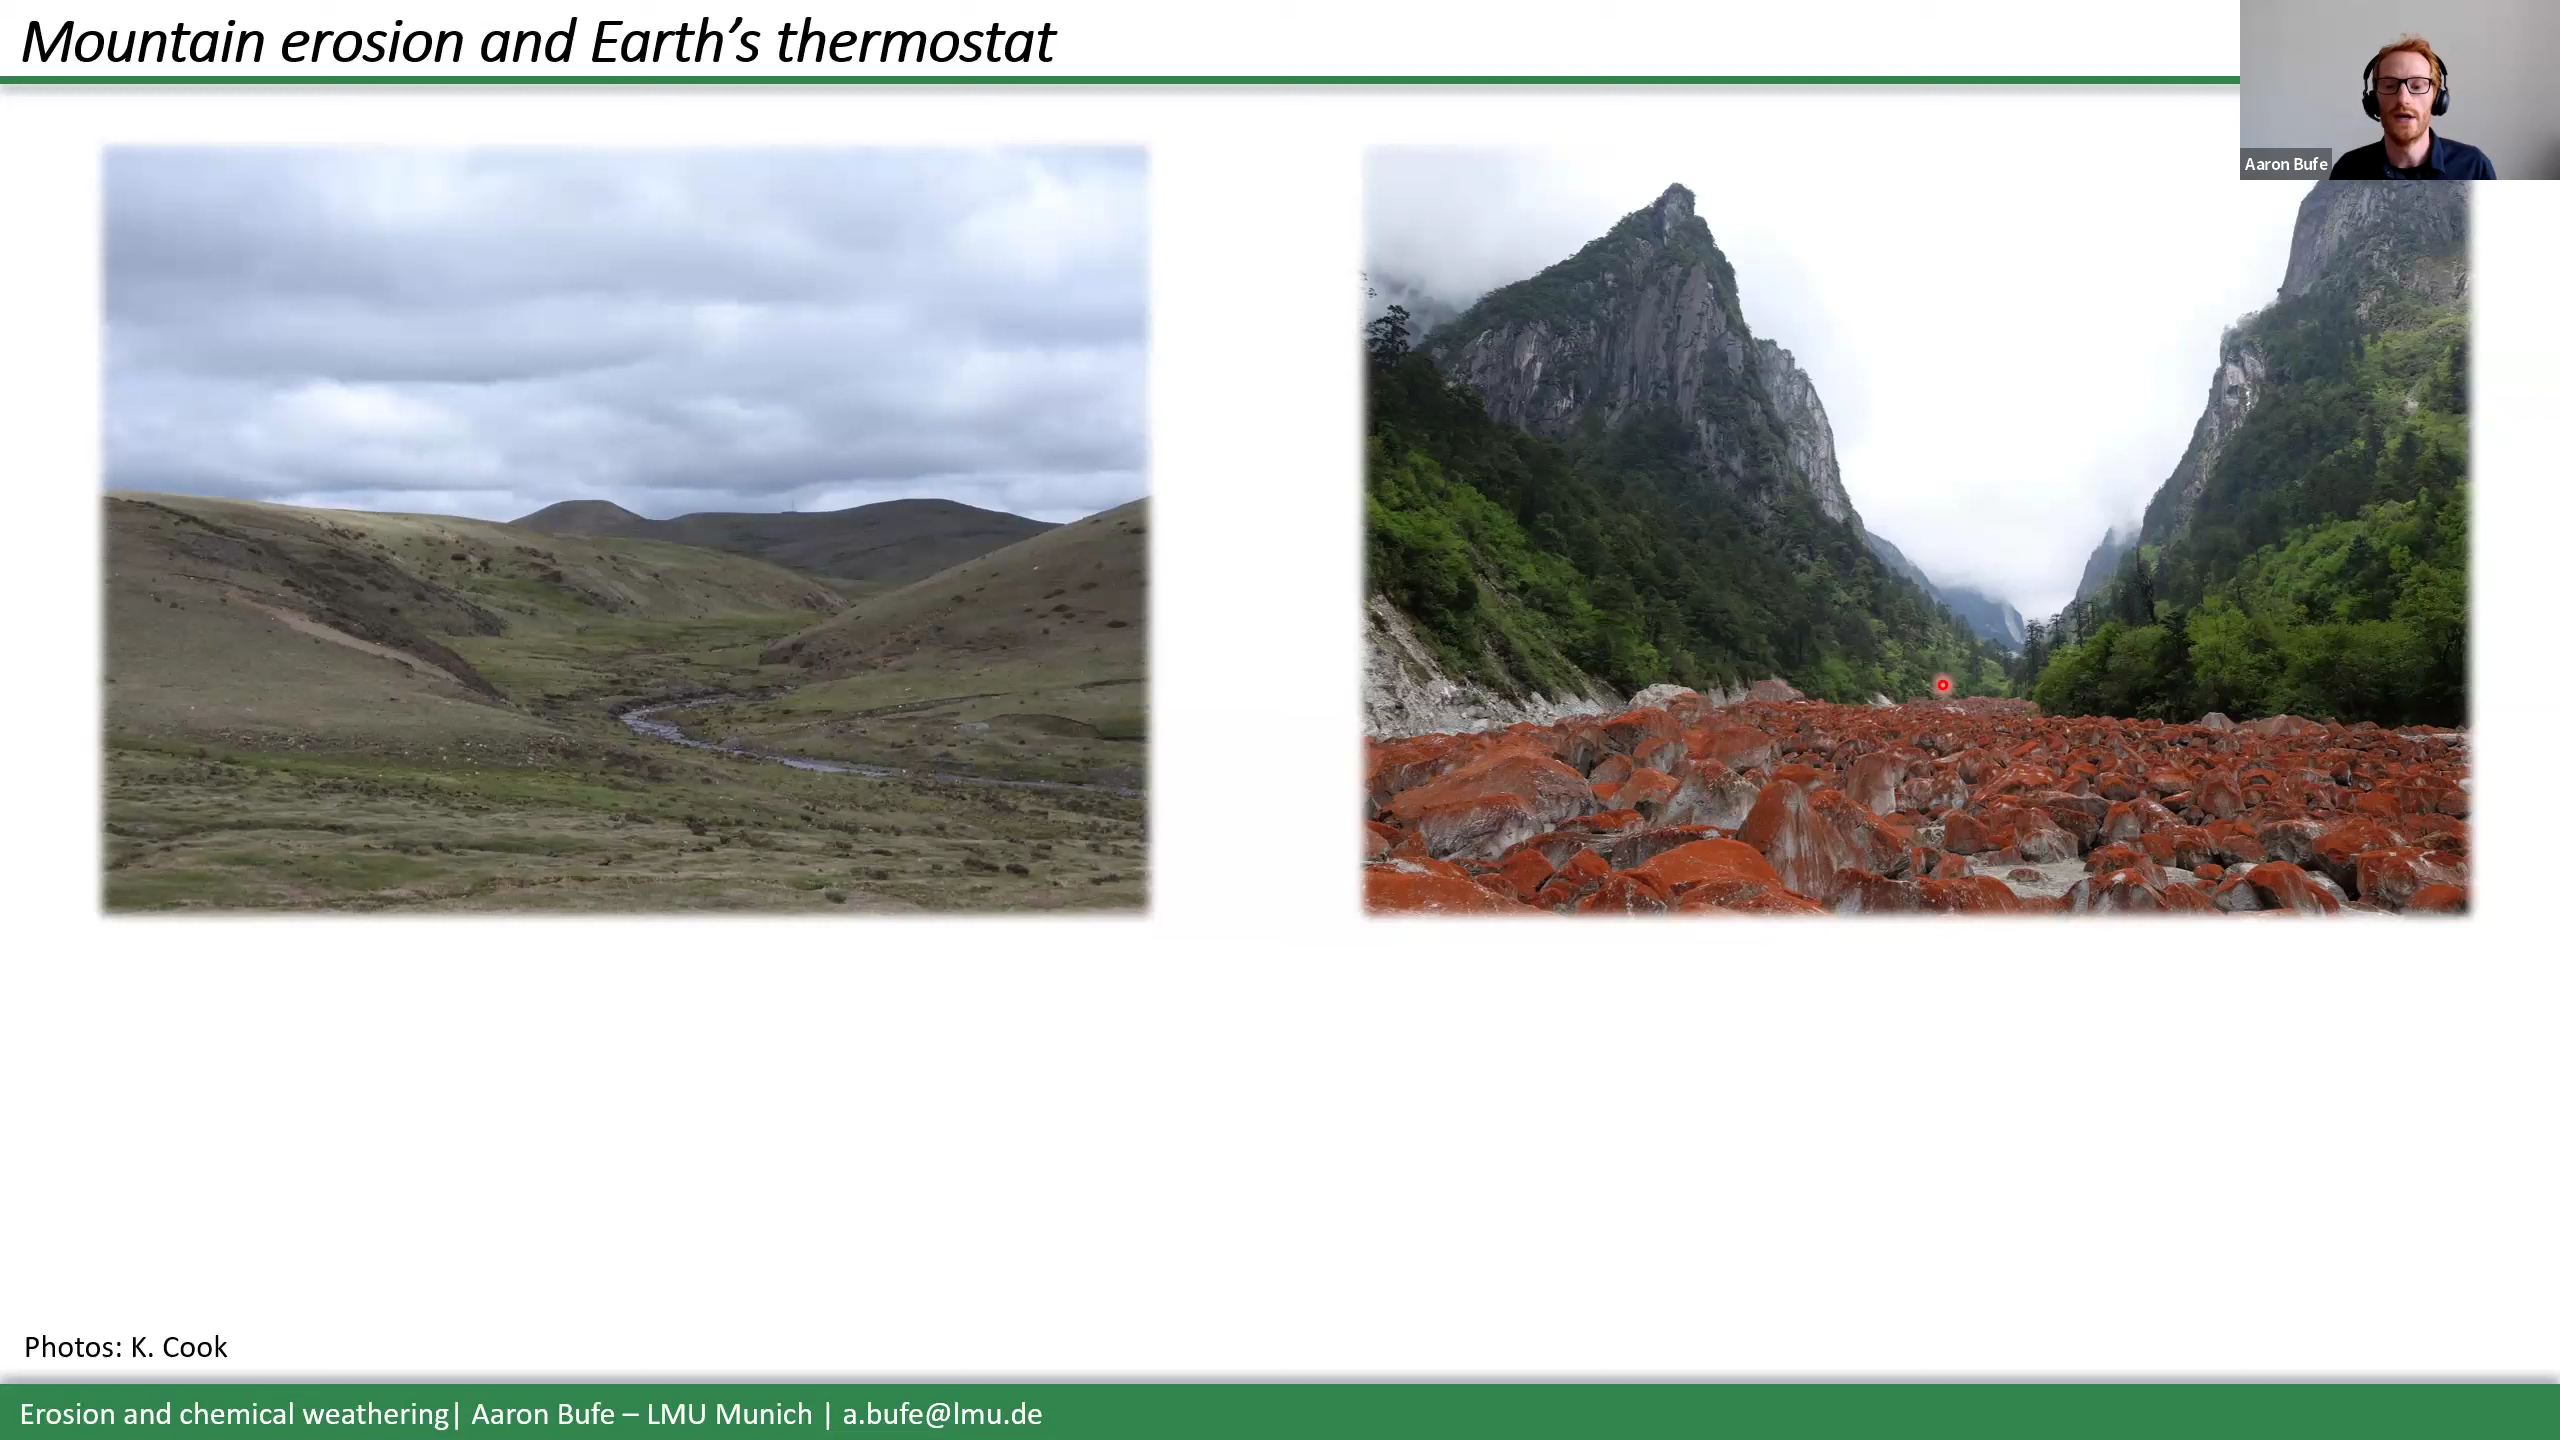 Mountain erosion and Earth’s thermostat
Aaron Bufe
Photos: K. Cook
Erosion and chemical weathering| Aaron Bufe – LMU Munich | a.bufe@lmu.de